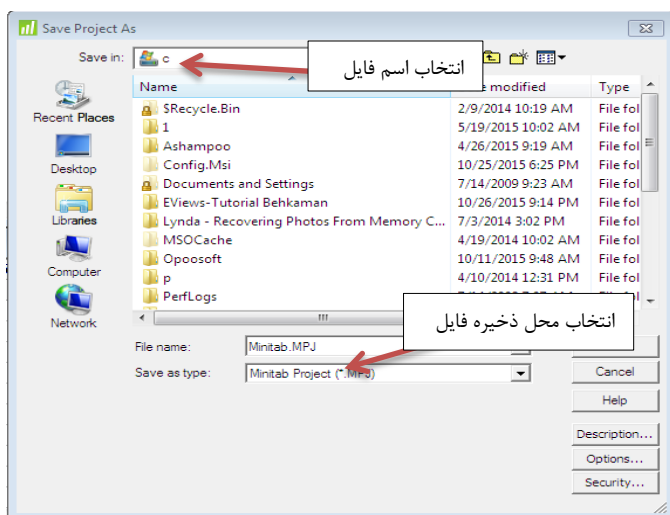 Save Project As
Save in:
c
انتخاب اسم فایل
Name
modified
Type
Recent Places
Desktop
Libraries
Computer
Network
SRecycle.Bin 2/9/2014 10:19 AM File fol
1 5/19/2015 10:02 AM File fol
Ashampoo 4/26/2015 9:19 AM File fol
Config.Msi 10/25/2015 6:25 PM File fol
Documents and Settings 7/14/2009 9:23 AM File fol
EViews-Tutorial Behkaman 10/26/2015 9:14 PM File fol
Lynda - Recovering Photos From Memory C... 7/3/2014 3:02 PM File fol
MSOCache 4/19/2014 10:02 AM File fol
Opoosoft 10/11/2015 9:48 AM File fol
p 4/10/2014 12:31 PM File fol
PerfLogs
انتخاب محل ذخیره فایل
File name: Minitab.MPJ
Save as type: Minitab Project (*.MPJ)
Cancel
Help
Description...
Options...
Security...